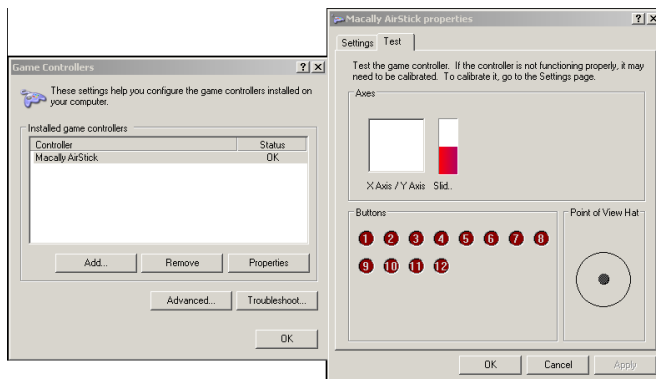 Game Controllers
These settings help you configure the game controllers installed on
your computer.
Installed game controllers
Controller Status
Macally AirStick OK
Add... Remove Properties
Advanced... Troubleshoot...
OK
Macally AirStick properties
Settings Test
Test the game controller. If the controller is not functioning properly, it may
need to be calibrated. To calibrate it, go to the Settings page.
Axes
X Axis / Y Axis Slid..
Buttons
1 2 3 4 5 6 7 8
9 10 11 12
Point of View Hat
OK Cancel Apply